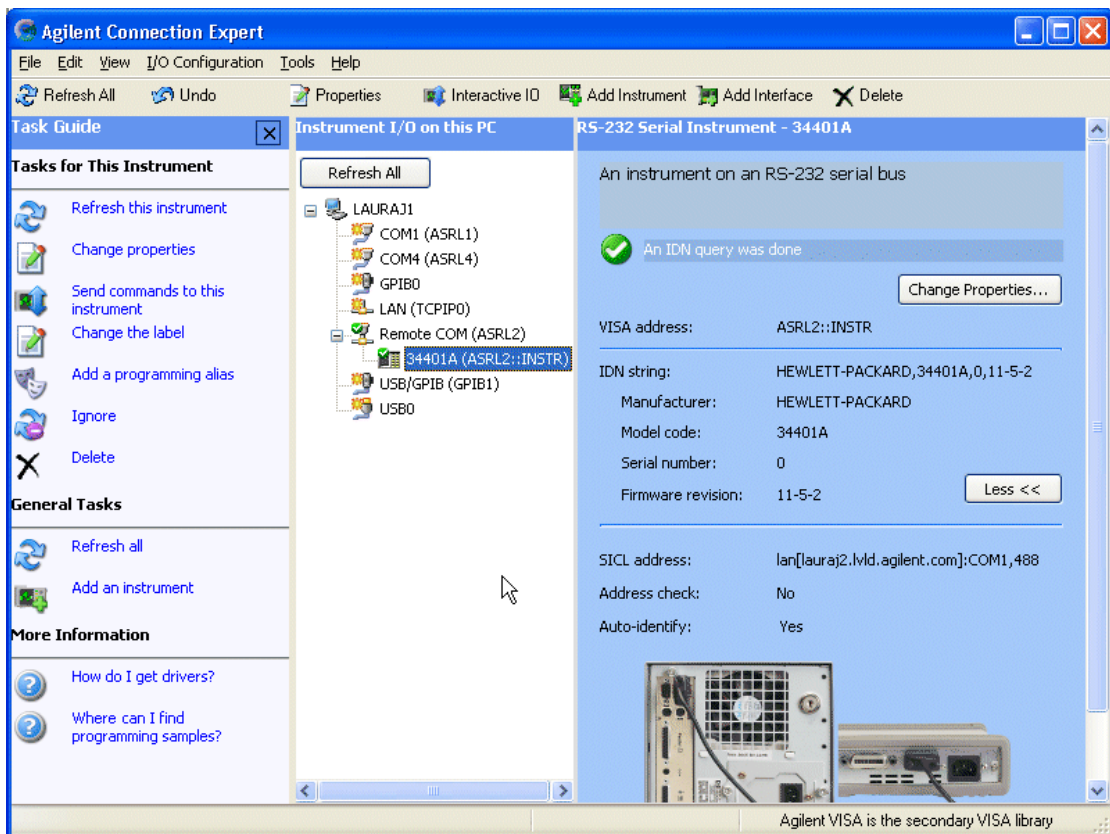 Agilent Connection Expert
File Edit View I/O Configuration Tools Help
Refresh All Undo Properties Interactive IO Add Instrument Add Interface Delete
Task Guide
Tasks for This Instrument
Refresh this instrument
Change properties
Send commands to this
instrument
Change the label
Add a programming alias
Ignore
Delete
General Tasks
Refresh all
Add an instrument
More Information
How do I get drivers?
Where can I find
programming samples?
Instrument I/O on this PC
Refresh All
LAURAJ1
COM1 (ASRL1)
COM4 (ASRL4)
GPIB0
LAN (TCPIP0)
Remote COM (ASRL2)
34401A (ASRL2::INSTR)
USB/GPIB (GPIB1)
USB0
RS-232 Serial Instrument - 34401A
An instrument on an RS-232 serial bus
An IDN query was done
Change Properties...
VISA address: ASRL2::INSTR
IDN string: HEWLETT-PACKARD,34401A,0,11-5-2
Manufacturer: HEWLETT-PACKARD
Model code: 34401A
Serial number: 0
Firmware revision: 11-5-2
Less <<
SICL address: lan[lauraj2.lvld.agilent.com]:COM1,488
Address check: No
Auto-identify: Yes
Agilent VISA is the secondary VISA library